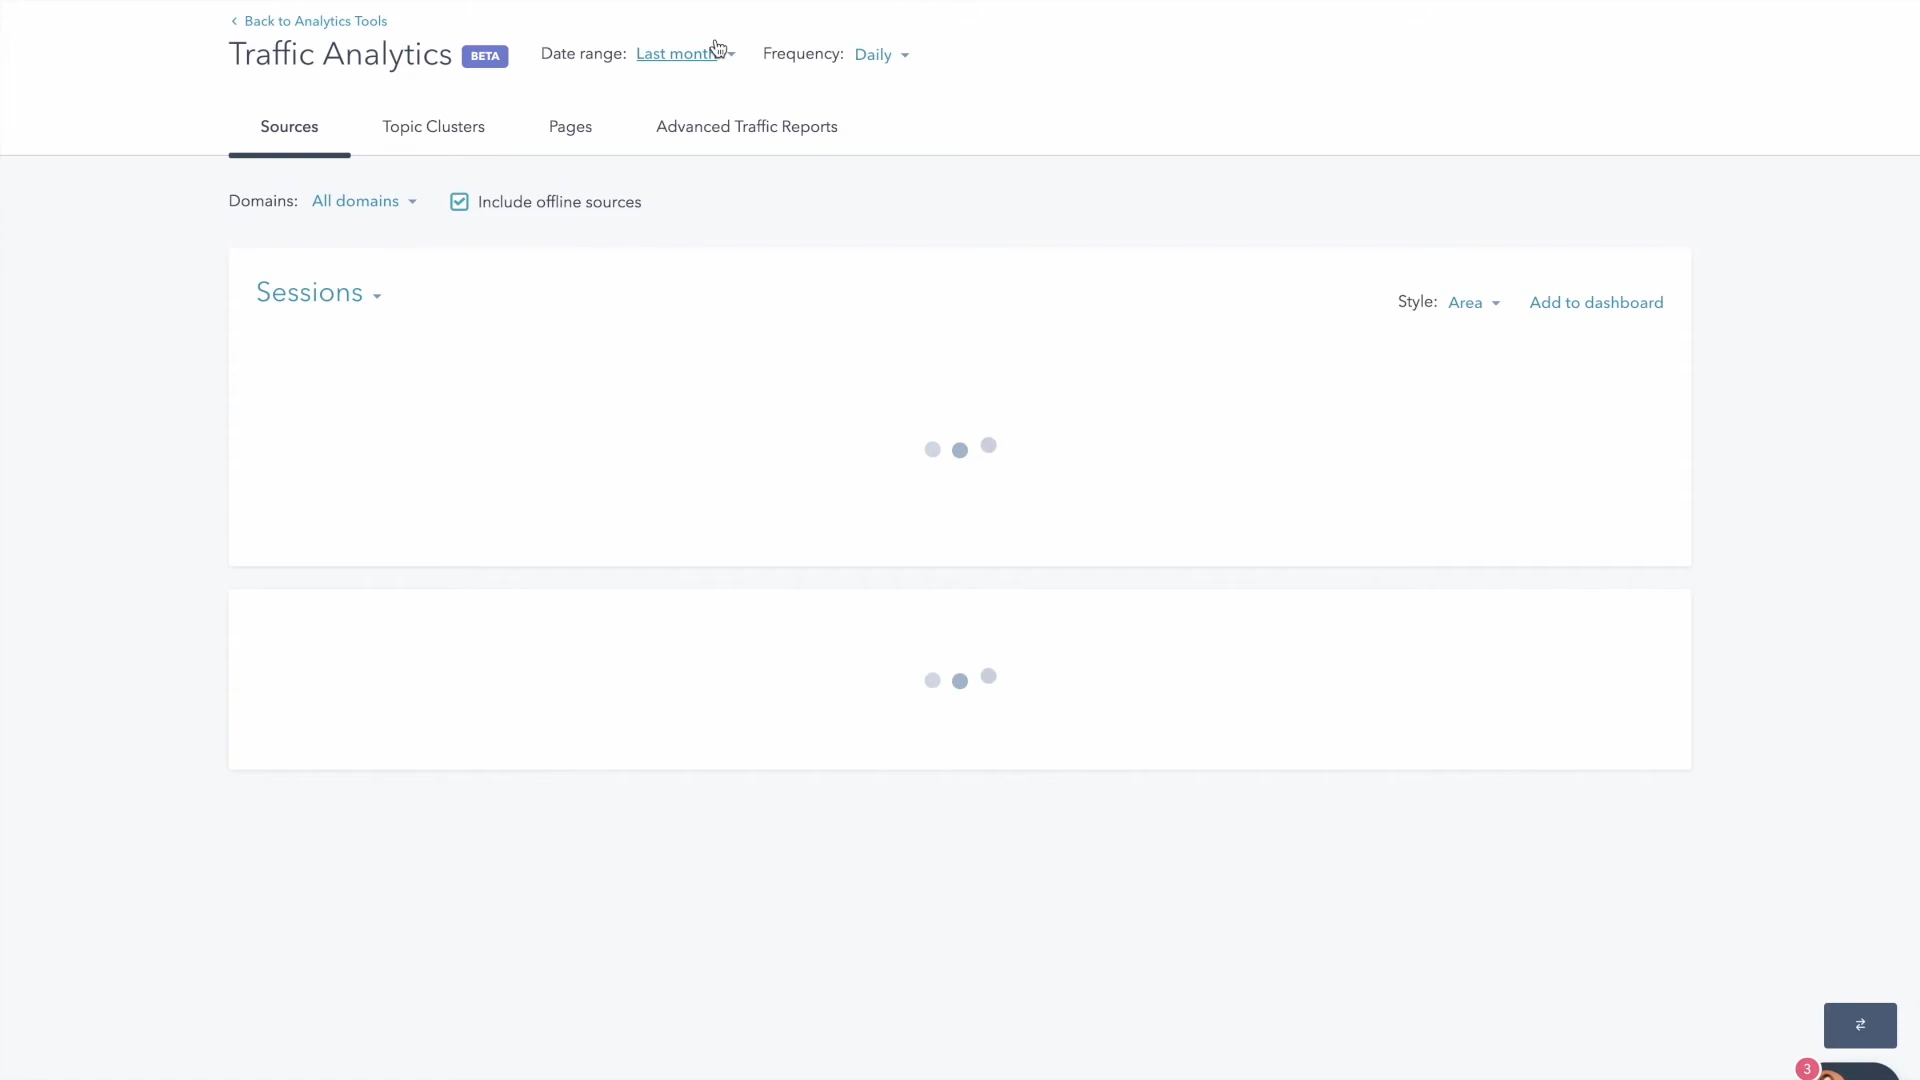 Back to Analytics Tools
Traffic Analytics BETA Date range: Last month Frequency: Daily
Sources Topic Clusters Pages Advanced Traffic Reports
Domains: All domains Include offline sources
Sessions
Style: Area Add to dashboard
3